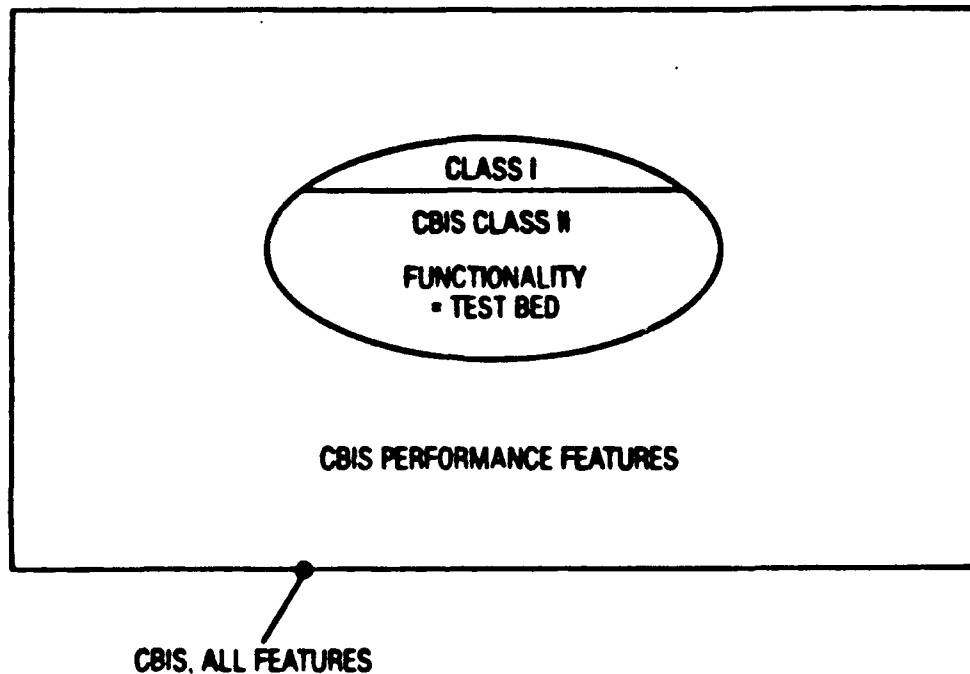 CLASS I
CBIS CLASS II
FUNCTIONALITY
= TEST BED
CBIS PERFORMANCE FEATURES
CBIS, ALL FEATURES